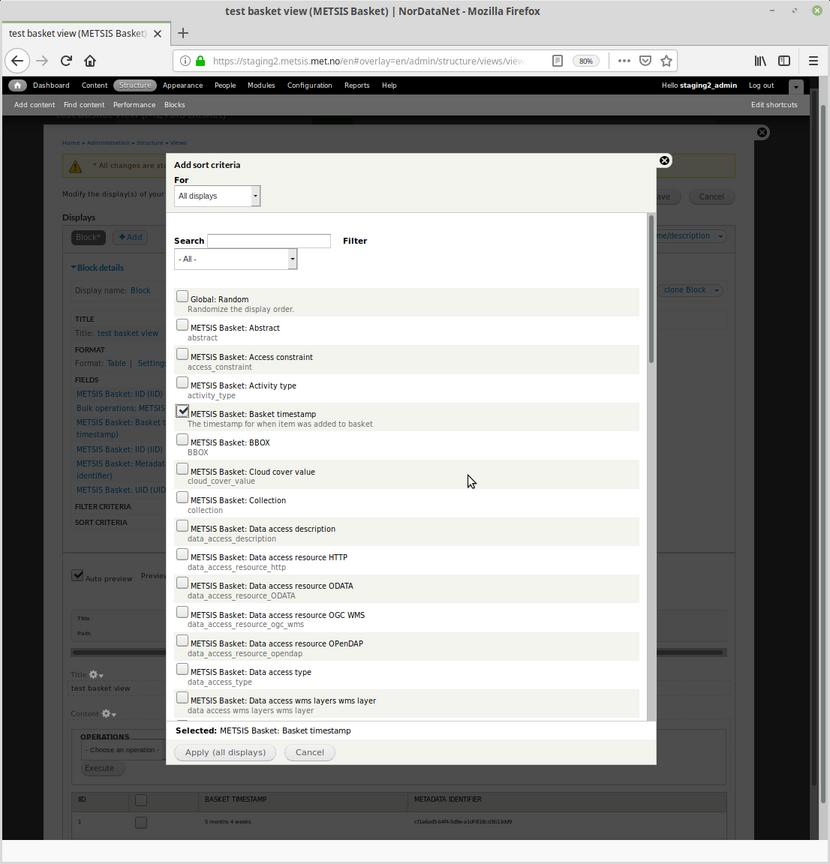 test basket view (METSIS Basket) | NorDataNet - Mozilla Firefox
test basket view (METSIS Basket)
https://staging2.metsis.met.no/en#overlay=en/admin/structure/views/view
80%
Dashboard Content Structure Appearance People Modules Configuration Reports Help Hello staging2_admin Log out
Add content Find content Performance Blocks Edit shortcuts
Home » Administration » Structure » Views
* All changes are sto
Modify the display(s) of your
Cancel
Displays
Block* Add
Block details
Display name: Block
clone Block
TITLE
Title: test basket view
FORMAT
Format: Table | Settings
FIELDS
METSIS Basket: IID (IID)
Bulk operations: METSIS
METSIS Basket: Basket t
timestamp)
METSIS Basket: IID (IID)
METSIS Basket: Metadata
identifier)
METSIS Basket: UID (UID
FILTER CRITERIA
SORT CRITERIA
Auto preview Preview
Title
Path
Title
test basket view
Content
OPERATIONS
- Choose an operation -
Execute
IID BASKET TIMESTAMP METADATA IDENTIFIER
1 5 months 4 weeks
Add sort criteria
For
All displays
Search Filter
- All -
Global: Random
Randomize the display order.
METSIS Basket: Abstract
abstract
METSIS Basket: Access constraint
access_constraint
METSIS Basket: Activity type
activity_type
METSIS Basket: Basket timestamp
The timestamp for when item was added to basket
METSIS Basket: BBOX
BBOX
METSIS Basket: Cloud cover value
cloud_cover_value
METSIS Basket: Collection
collection
METSIS Basket: Data access description
data_access_description
METSIS Basket: Data access resource HTTP
data_access_resource_http
METSIS Basket: Data access resource ODATA
data_access_resource_ODATA
METSIS Basket: Data access resource OGC WMS
data_access_resource_ogc_wms
METSIS Basket: Data access resource OPenDAP
data_access_resource_opendap
METSIS Basket: Data access type
data_access_type
METSIS Basket: Data access wms layers wms layer
data access wms layers wms layer
Selected: METSIS Basket: Basket timestamp
Apply (all displays) Cancel